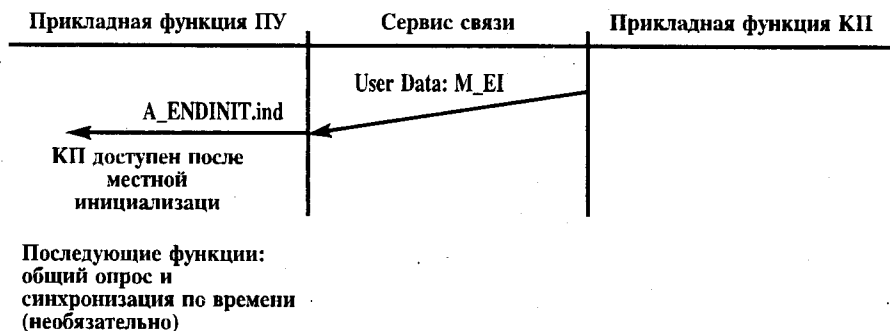 Прикладная функция ПУ
Сервис связи
Прикладная функция КП
User Data: M_EI
A_ENDINIT.ind
КП доступен после
местной
инициализаци
Последующие функции:
общий опрос и
синхронизация по времени
(необязательно)